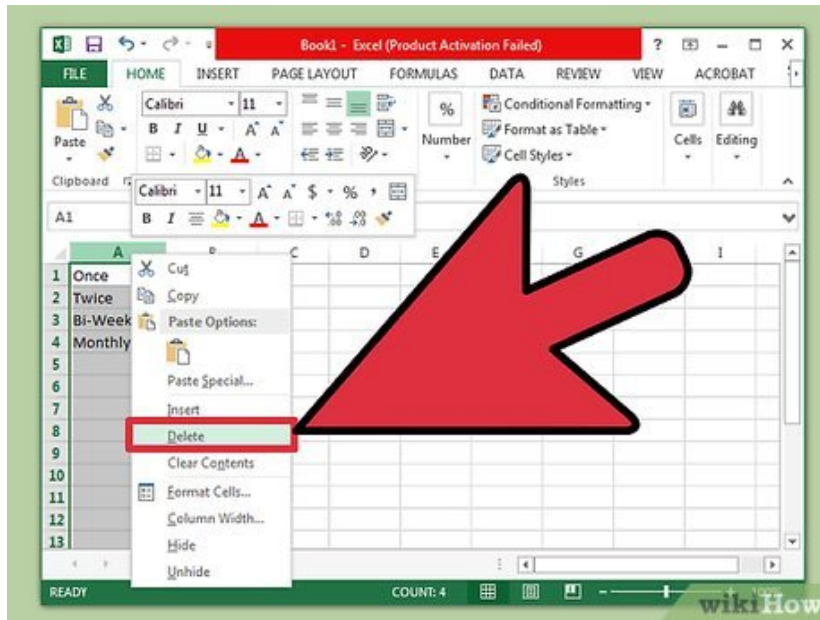 Book1 - Excel (Product Activation Failed)
FILE HOME INSERT PAGE LAYOUT FORMULAS DATA REVIEW VIEW ACROBAT
Paste
Calibri 11
B I U A A A
%
Number
Conditional Formatting
Format as Table
Cell Styles
Cells
Editing
Clipboard
Styles
Calibri 11 A A $ % ,
B I A
A1
A C D E G I
1 Once
2 Twice
3 Bi-Week
4 Monthly
5
6
7
8
9
10
11
12
13
Cut
Copy
Paste Options:
Paste Special...
Insert
Delete
Clear Contents
Format Cells...
Column Width...
Hide
Unhide
READY COUNT: 4
wikiHow